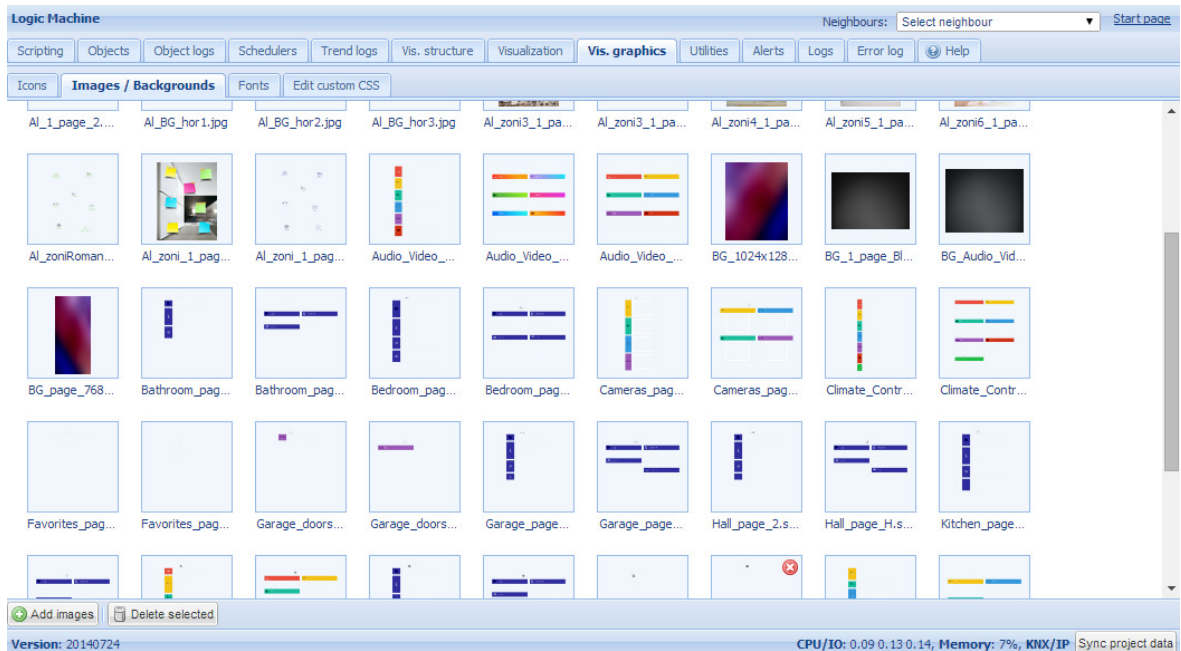 Logic Machine Neighbours: Select neighbour Start page
Scripting Objects Object logs Schedulers Trend logs Vis. structure Visualization Vis. graphics Utilities Alerts Logs Error log Help
Icons Images / Backgrounds Fonts Edit custom CSS
Al_1_page_2.... Al_BG_hor1.jpg Al_BG_hor2.jpg Al_BG_hor3.jpg Al_zoni3_1_pa... Al_zoni3_1_pa... Al_zoni4_1_pa... Al_zoni5_1_pa... Al_zoni6_1_pa...
Al_zoniRoman... Al_zoni_1_pag... Al_zoni_1_pag... Audio_Video_... Audio_Video_... Audio_Video_... BG_1024x128... BG_1_page_Bl... BG_Audio_Vid...
BG_page_768... Bathroom_pag... Bathroom_pag... Bedroom_pag... Bedroom_pag... Cameras_pag... Cameras_pag... Climate_Contr... Climate_Contr...
Favorites_pag... Favorites_pag... Garage_doors... Garage_doors... Garage_page... Garage_page... Hall_page_2.s... Hall_page_H.s... Kitchen_page...
Add images Delete selected
Version: 20140724 CPU/IO: 0.09 0.13 0.14, Memory: 7%, KNX/IP Sync project data